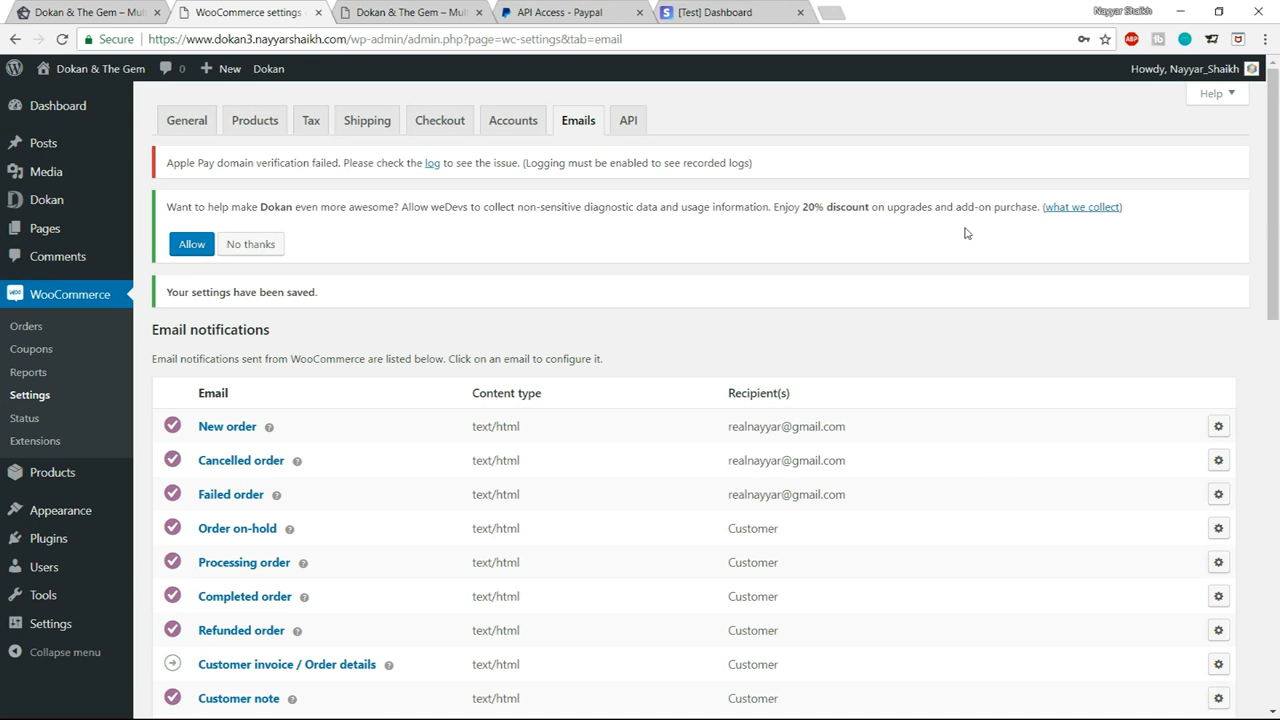 Dokan & The Gem – Mul
WooCommerce settings
Dokan & The Gem – Mul
API Access - Paypal
[Test] Dashboard
Nayyar Shaikh
Secure https://www.dokan3.nayyarshaikh.com/wp-admin/admin.php?page=wc-settings&tab=email
ABP
Dokan & The Gem 0 New Dokan
Howdy, Nayyar_Shaikh
Help
Dashboard
Posts
Media
Dokan
Pages
Comments
WooCommerce
Orders
Coupons
Reports
Settings
Status
Extensions
Products
Appearance
Plugins
Users
Tools
Settings
Collapse menu
General Products Tax Shipping Checkout Accounts Emails API
Apple Pay domain verification failed. Please check the log to see the issue. (Logging must be enabled to see recorded logs)
Want to help make Dokan even more awesome? Allow weDevs to collect non-sensitive diagnostic data and usage information. Enjoy 20% discount on upgrades and add-on purchase. (what we collect)
Allow No thanks
Your settings have been saved.
Email notifications
Email notifications sent from WooCommerce are listed below. Click on an email to configure it.
Email Content type Recipient(s)
New order text/html realnayyar@gmail.com
Cancelled order text/html realnayyar@gmail.com
Failed order text/html realnayyar@gmail.com
Order on-hold text/html Customer
Processing order text/html Customer
Completed order text/html Customer
Refunded order text/html Customer
Customer invoice / Order details text/html Customer
Customer note text/html Customer